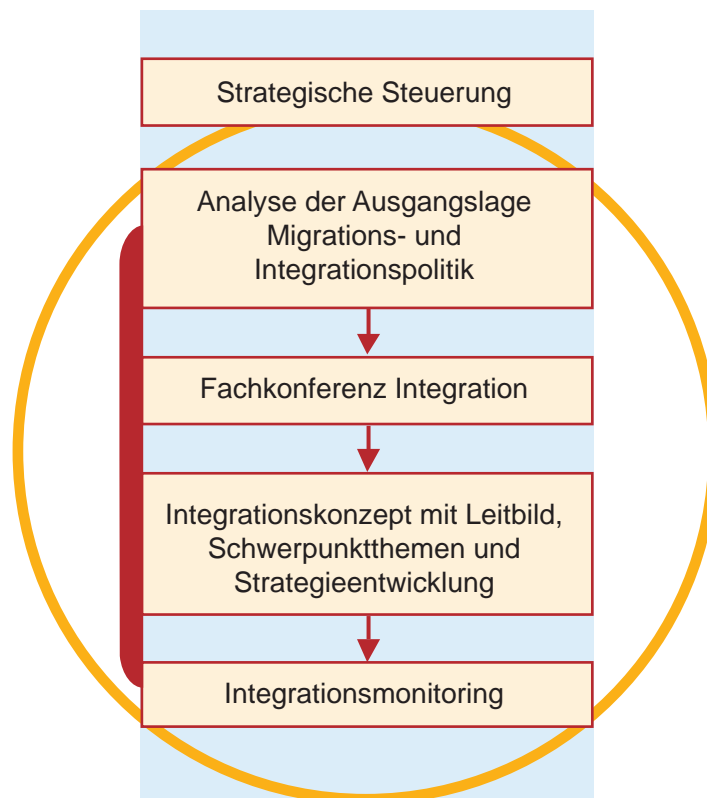 Strategische Steuerung
Analyse der Ausgangslage
Migrations- und
Integrationspolitik
Fachkonferenz Integration
Integrationskonzept mit Leitbild,
Schwerpunktthemen und
Strategieentwicklung
Integrationsmonitoring